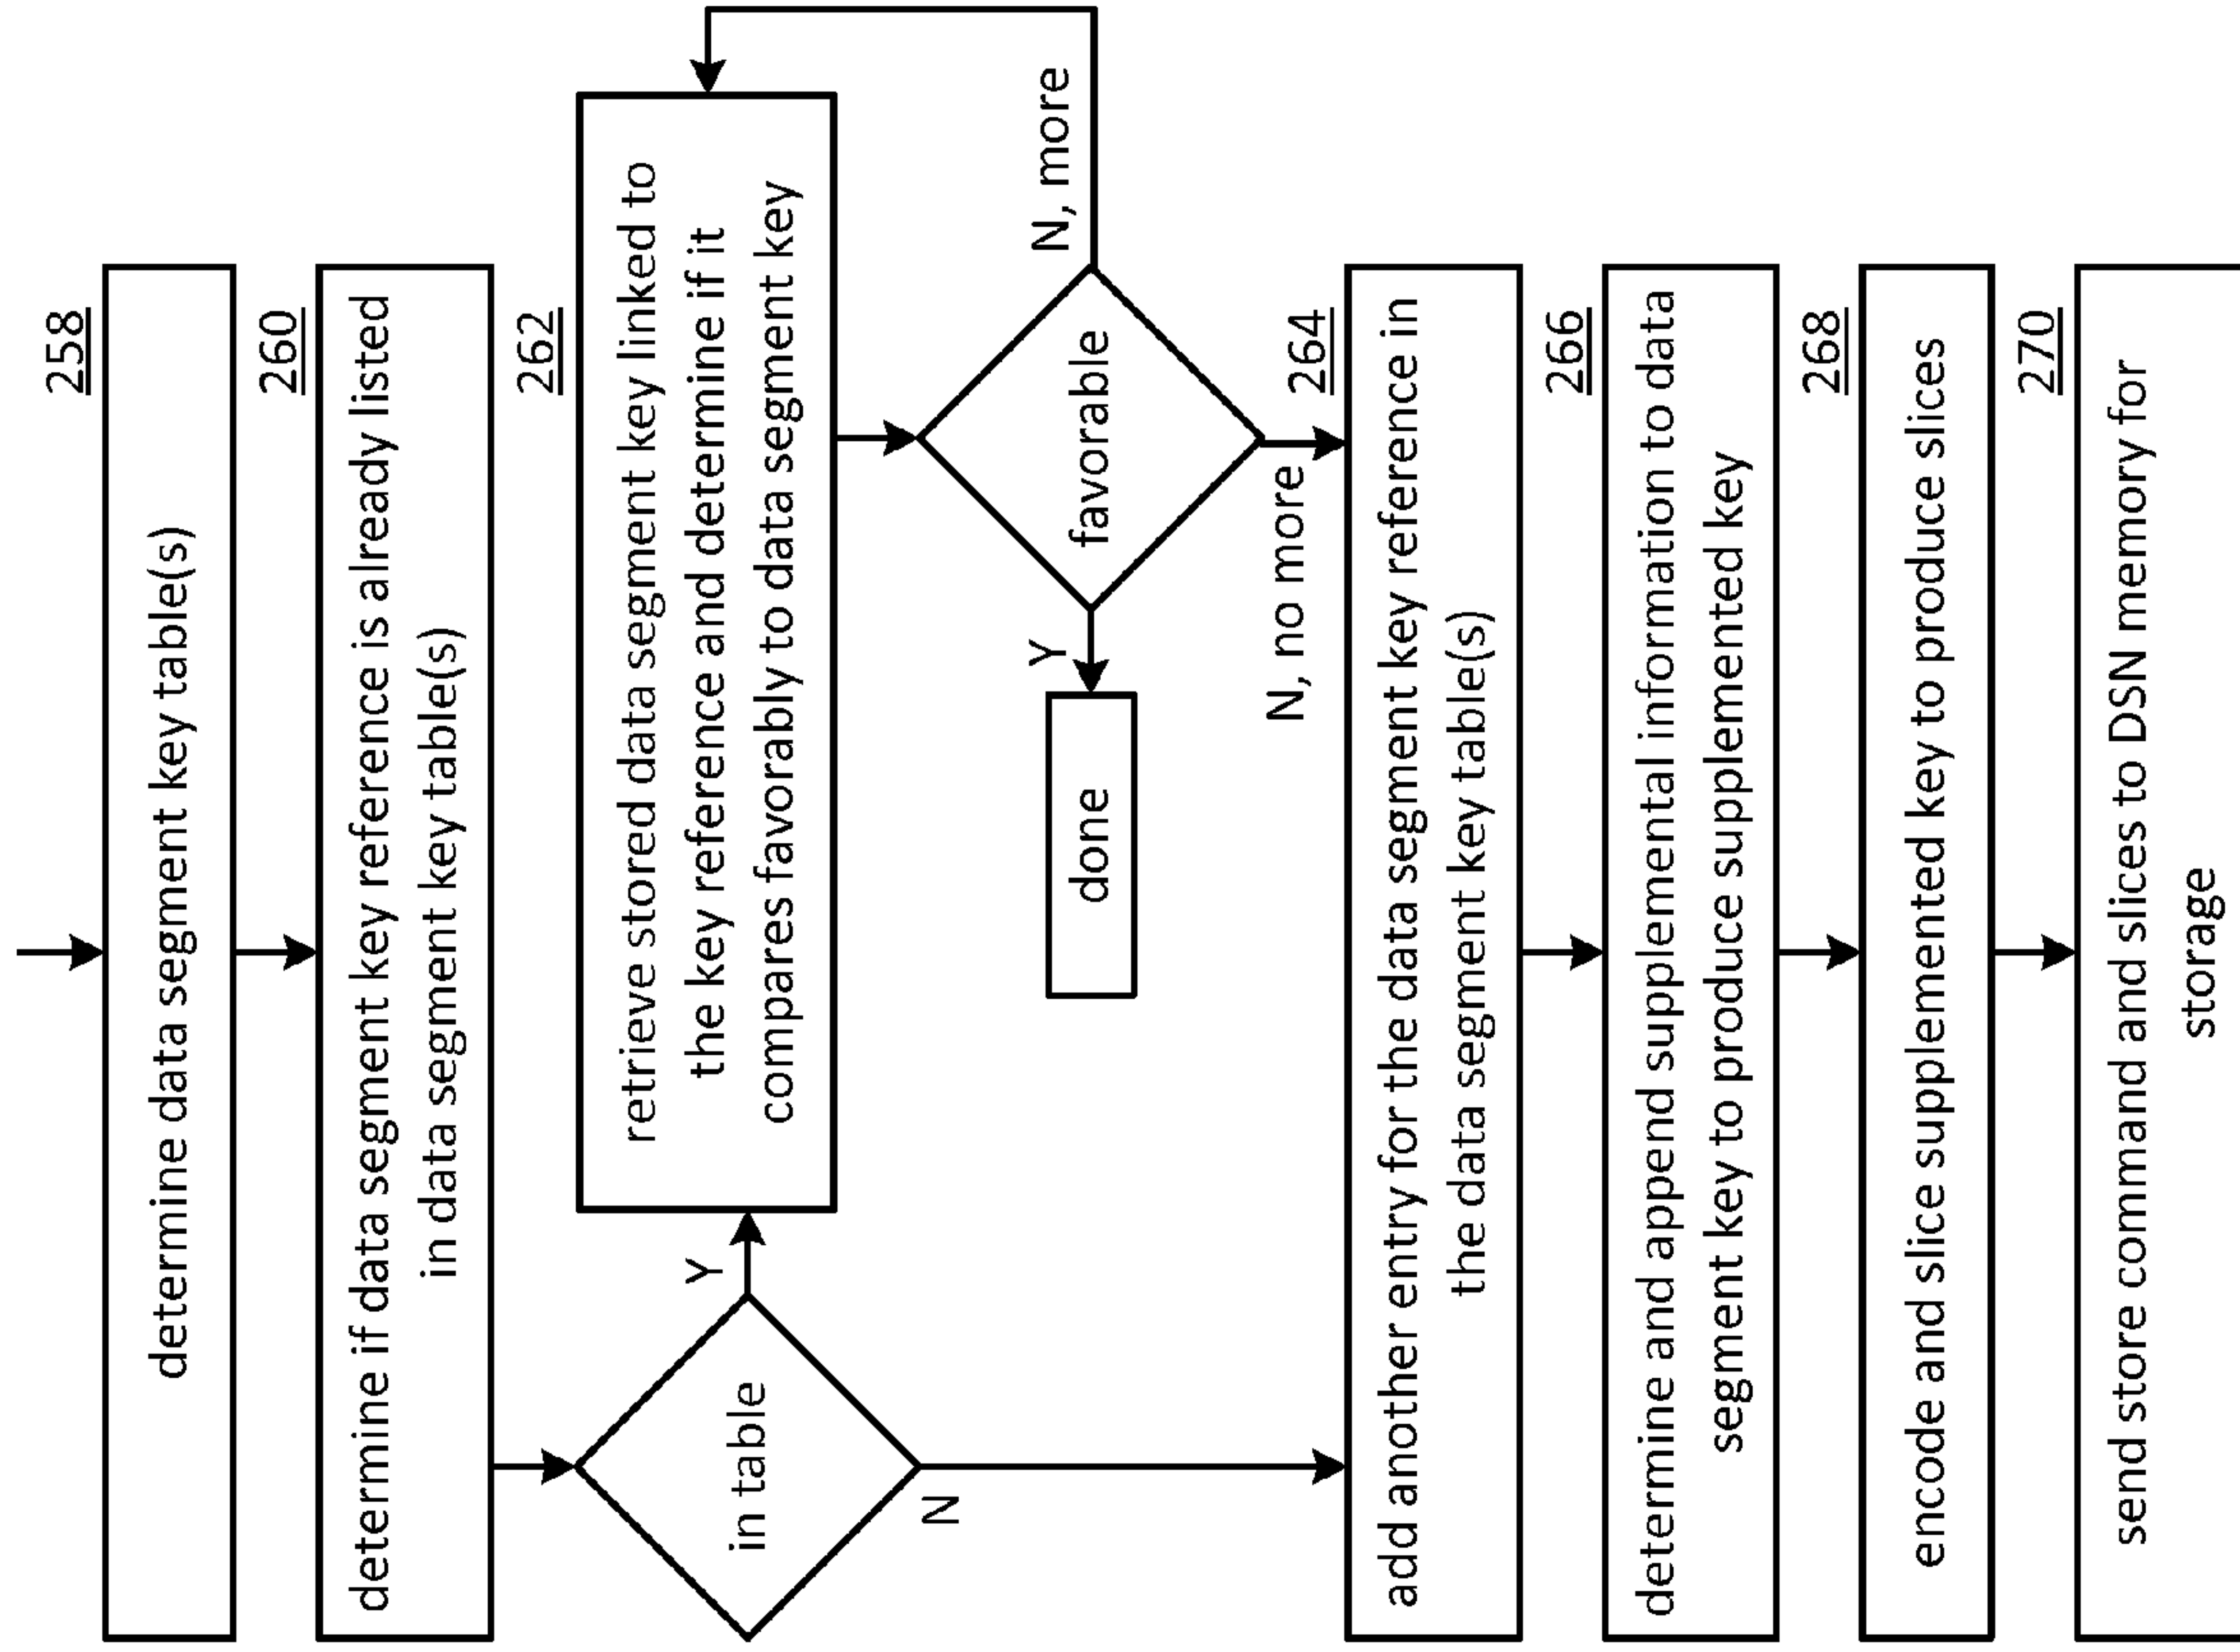 258
determine data segment key table(s)
260
determine if data segment key reference is already listed
in data segment key table(s)
262
in table
Y
N
retrieve stored data segment key linked to
the key reference and determine if it
compares favorably to data segment key
favorable
N, more
Y
done
N, no more
264
add another entry for the data segment key reference in
the data segment key table(s)
266
determine and append supplemental information to data
segment key to produce supplemented key
268
encode and slice supplemented key to produce slices
270
send store command and slices to DSN memory for
storage